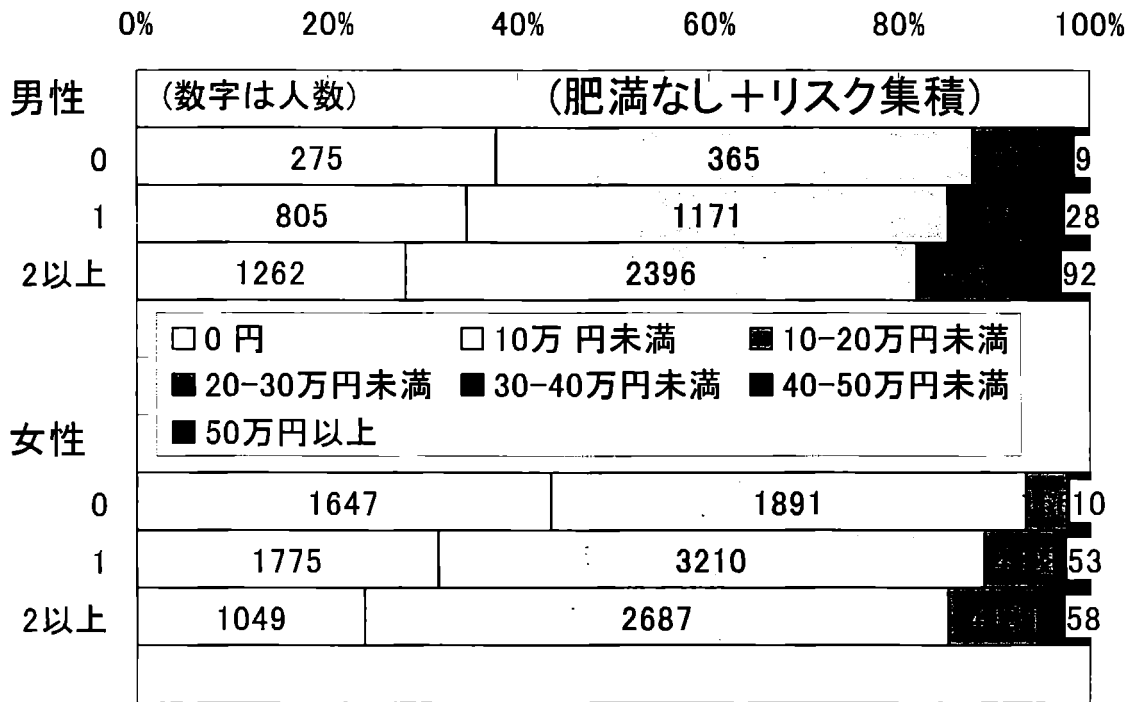 0% 20% 40% 60% 80% 100%
男性 (数字は人数) (肥満なし+リスク集積)
0 275 365 9
1 805 1171 28
2以上 1262 2396 92
□0 円 □10万 円未満 ■10-20万円未満
■20-30万円未満 ■30-40万円未満 ■40-50万円未満
■50万円以上
女性
0 1647 1891 10
1 1775 3210 53
2以上 1049 2687 58